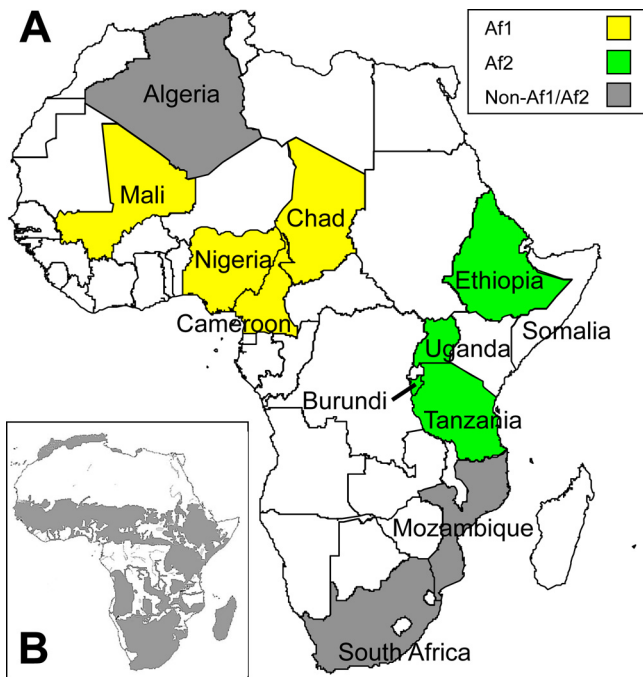 A
Af1
Af2
Non-Af1/Af2
Algeria
Mali
Chad
Nigeria
Ethiopia
Cameroon
Somalia
Uganda
Burundi
Tanzania
Mozambique
South Africa
B